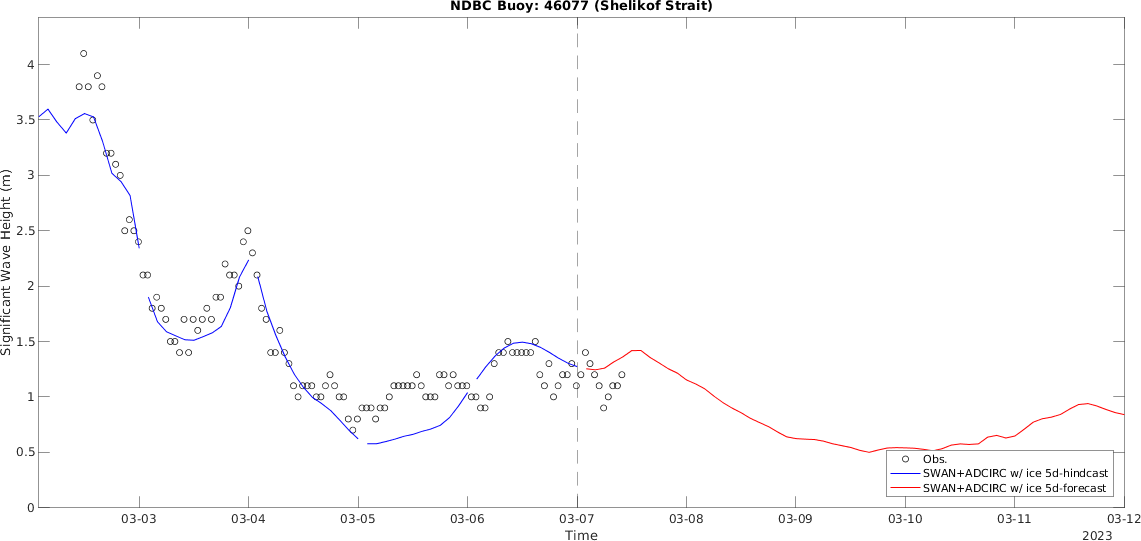 NDBC Buoy: 46077 (Shelikof Strait)
Significant Wave Height (m)
4
3.5
3
2.5
2
1.5
1
0.5
0
Obs.
SWAN+ADCIRC w/ ice 5d-hindcast
SWAN+ADCIRC w/ ice 5d-forecast
03-03 03-04 03-05 03-06 03-07 03-08 03-09 03-10 03-11 03-12
Time
2023